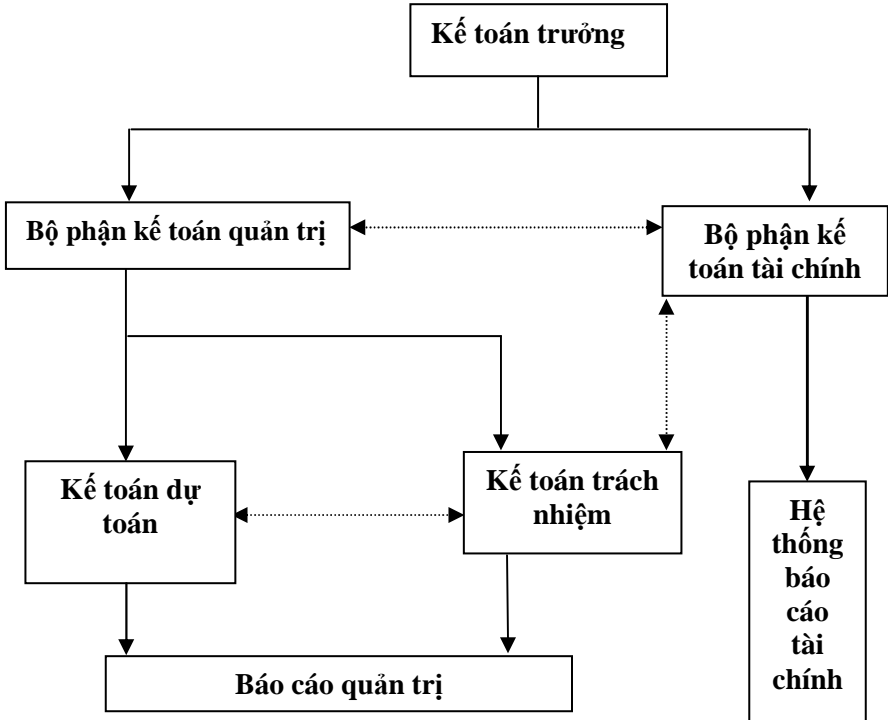 Kế toán trưởng
Bộ phận kế toán quản trị
Bộ phận kế
toán tài chính
Kế toán dự
toán
Kế toán trách
nhiệm
Hệ
thống
báo
cáo
tài
chính
Báo cáo quản trị